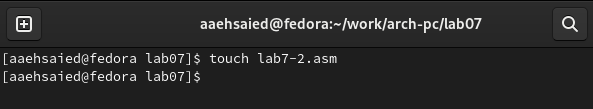 aaehsaied@fedora:~/work/arch-pc/lab07
[aaehsaied@fedora lab07]$ touch lab7-2.asm
[aaehsaied@fedora lab07]$